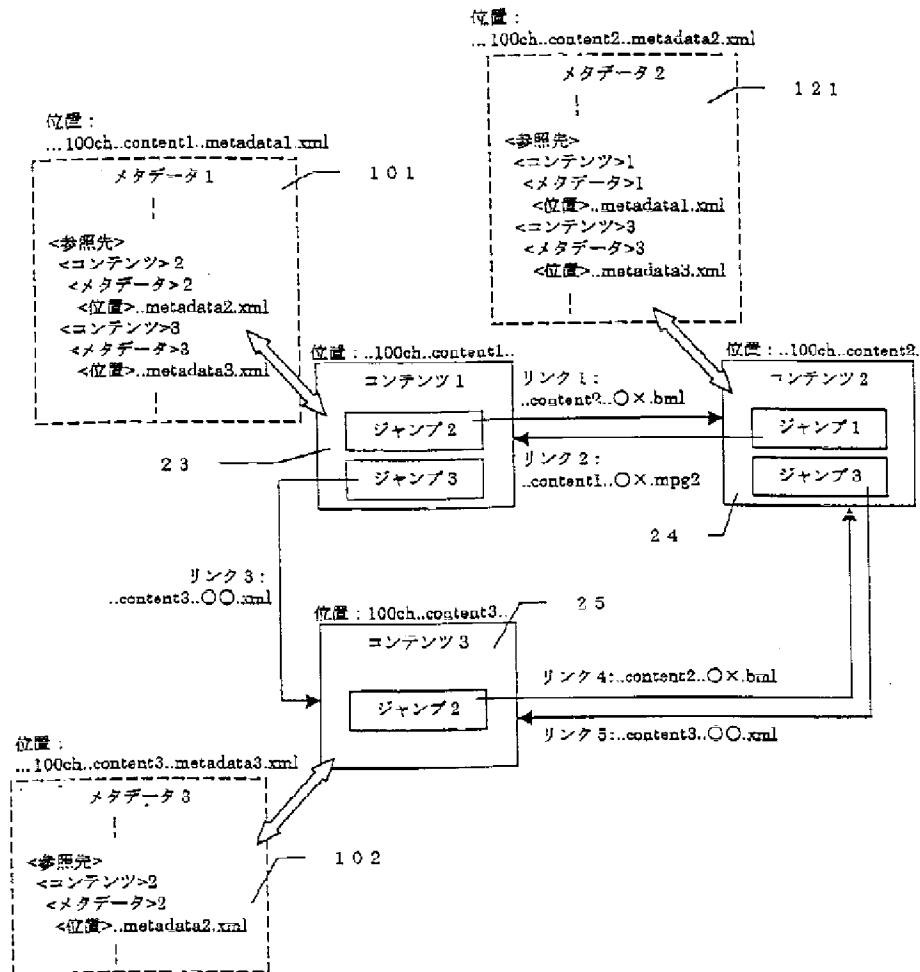 位置：
...100ch..content2..metadata2.xml
メタデータ2
121
<参照先>
<コンテンツ>1
<メタデータ>1
<位置>..metadata1.xml
<コンテンツ>3
<メタデータ>3
<位置>..metadata3.xml
位置：
...100ch..content1..metadata1.xml
メタデータ1
101
<参照先>
<コンテンツ>2
<メタデータ>2
<位置>..metadata2.xml
<コンテンツ>3
<メタデータ>3
<位置>..metadata3.xml
位置：..100ch..content1..
コンテンツ1
ジャンプ2
ジャンプ3
23
リンク1：
..content2..○×.bml
リンク2：
..content1..○×.mpg2
位置：..100ch..content2.
コンテンツ2
ジャンプ1
ジャンプ3
24
リンク3：
..content3..○○.xml
位置：100ch..content3..
25
コンテンツ3
ジャンプ2
リンク4:..content2..○×.bml
リンク5:..content3..○○.xml
位置：
...100ch..content3..metadata3.xml
メタデータ3
102
<参照先>
<コンテンツ>2
<メタデータ>2
<位置>..metadata2.xml